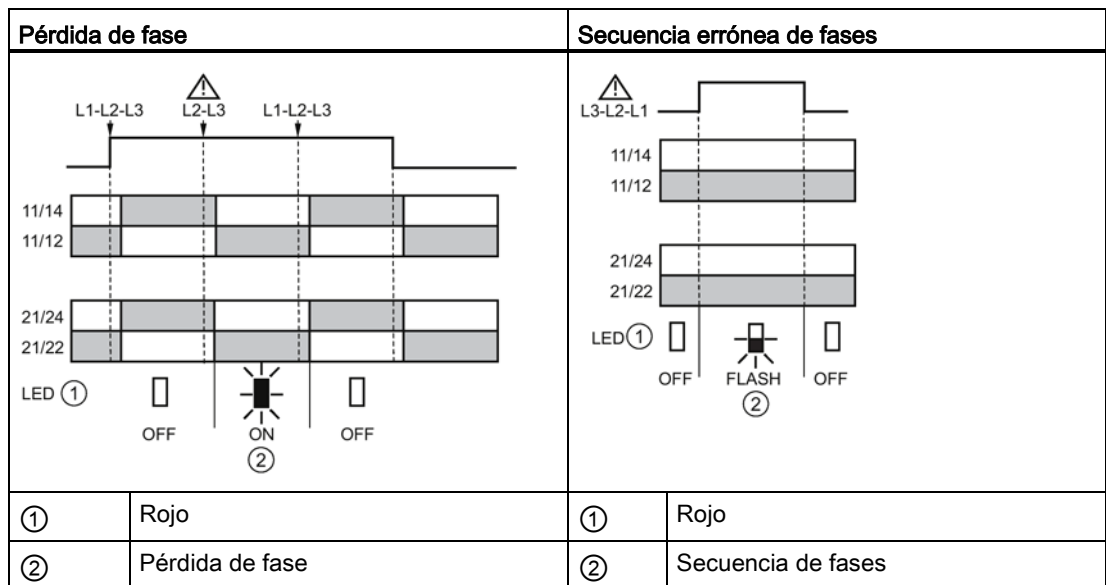 Pérdida de fase
Secuencia errónea de fases
L1-L2-L3 L2-L3 L1-L2-L3
11/14
11/12
21/24
21/22
LED ①
OFF ON OFF
②
L3-L2-L1
11/14
11/12
21/24
21/22
LED ①
OFF FLASH OFF
②
① Rojo
① Rojo
② Pérdida de fase
② Secuencia de fases